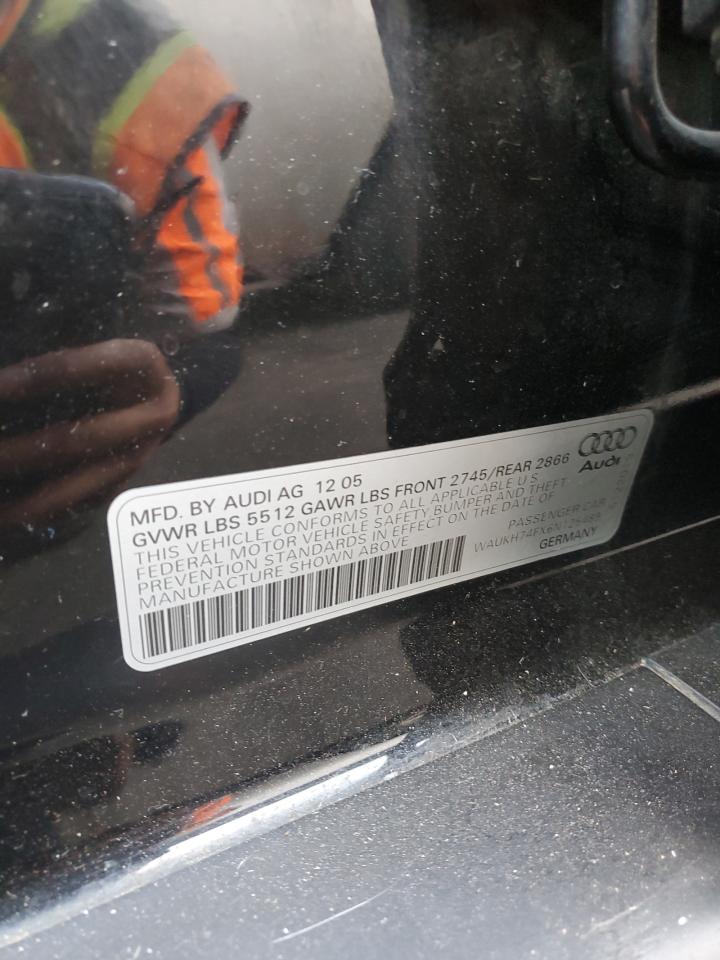 MFD. BY AUDI AG 12 05
GVWR LBS 5512 GAWR LBS FRONT 2745/REAR 2866
THIS VEHICLE CONFORMS TO ALL APPLICABLE U S
FEDERAL MOTOR VEHICLE SAFETY, BUMPER AND THEFT
PREVENTION STANDARDS IN EFFECT ON THE DATE OF
MANUFACTURE SHOWN ABOVE
Audi
PASSENGER CAR
GERMANY